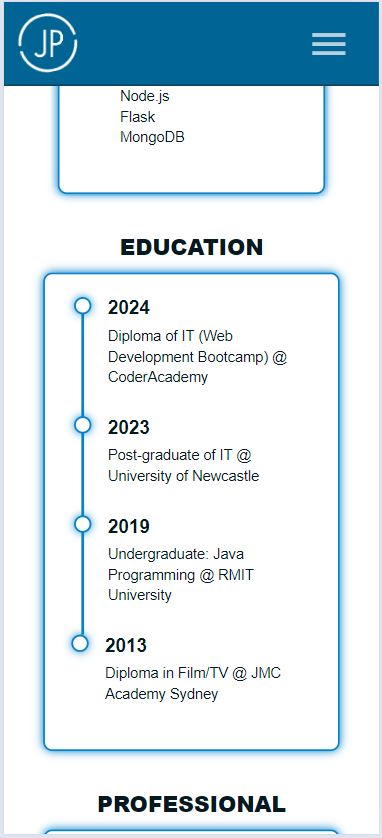 JP
Node.js
Flask
MongoDB
EDUCATION
2024
Diploma of IT (Web
Development Bootcamp) @
CoderAcademy
2023
Post-graduate of IT @
University of Newcastle
2019
Undergraduate: Java
Programming @ RMIT
University
2013
Diploma in Film/TV @ JMC
Academy Sydney
PROFESSIONAL